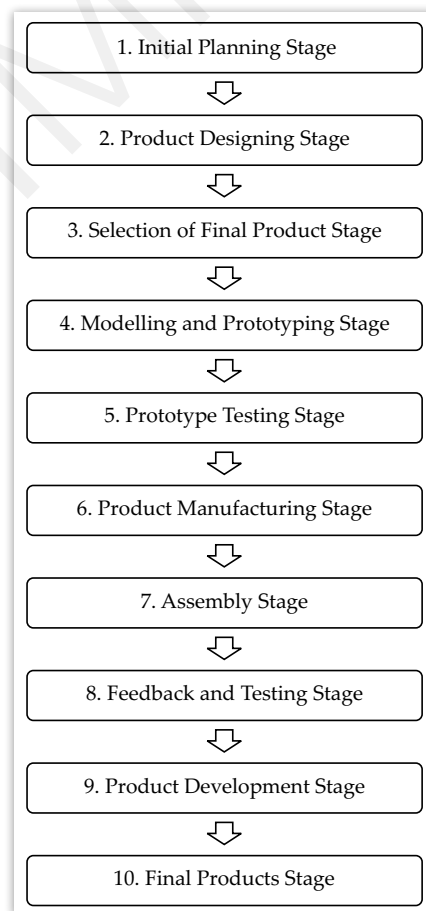 1. Initial Planning Stage
2. Product Designing Stage
3. Selection of Final Product Stage
4. Modelling and Prototyping Stage
5. Prototype Testing Stage
6. Product Manufacturing Stage
7. Assembly Stage
8. Feedback and Testing Stage
9. Product Development Stage
10. Final Products Stage